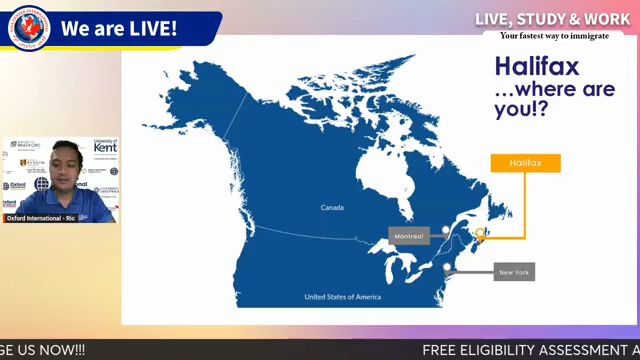 We are LIVE!
LIVE, STUDY & WORK
Your fastest way to immigrate
Halifax
...where are
you!?
Halifax
Canada
Montreal
New York
United States of America
University of
Kent
Oxford International - Ric
GE US NOW!!!
FREE ELIGIBILITY ASSESSMENT A